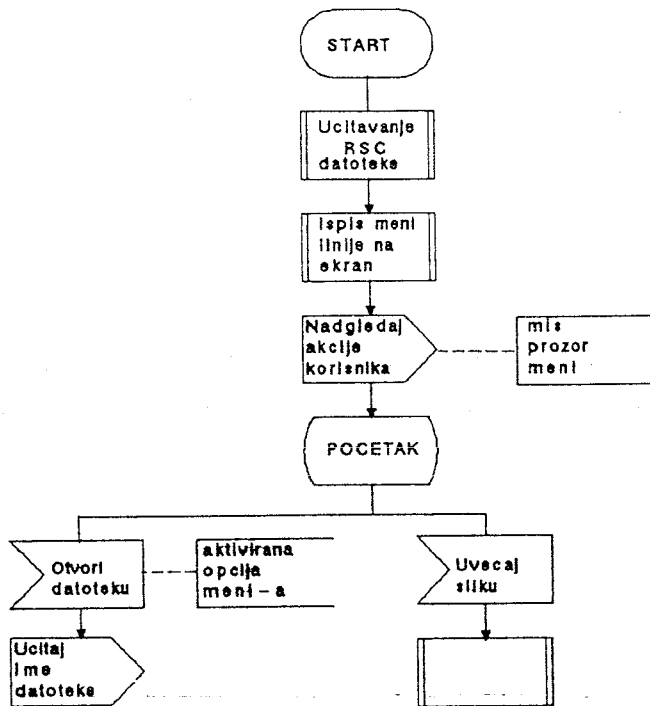 START
Ucitavanje
RSC
datoteke
Ispis meni
linije na
ekran
Nadgledaj
akcije
korisnika
mis
prozor
meni
POCETAK
Otvori
datoteku
aktivirana
opcija
meni-a
Uvecaj
sliku
Ucitaj
ime
datoteke